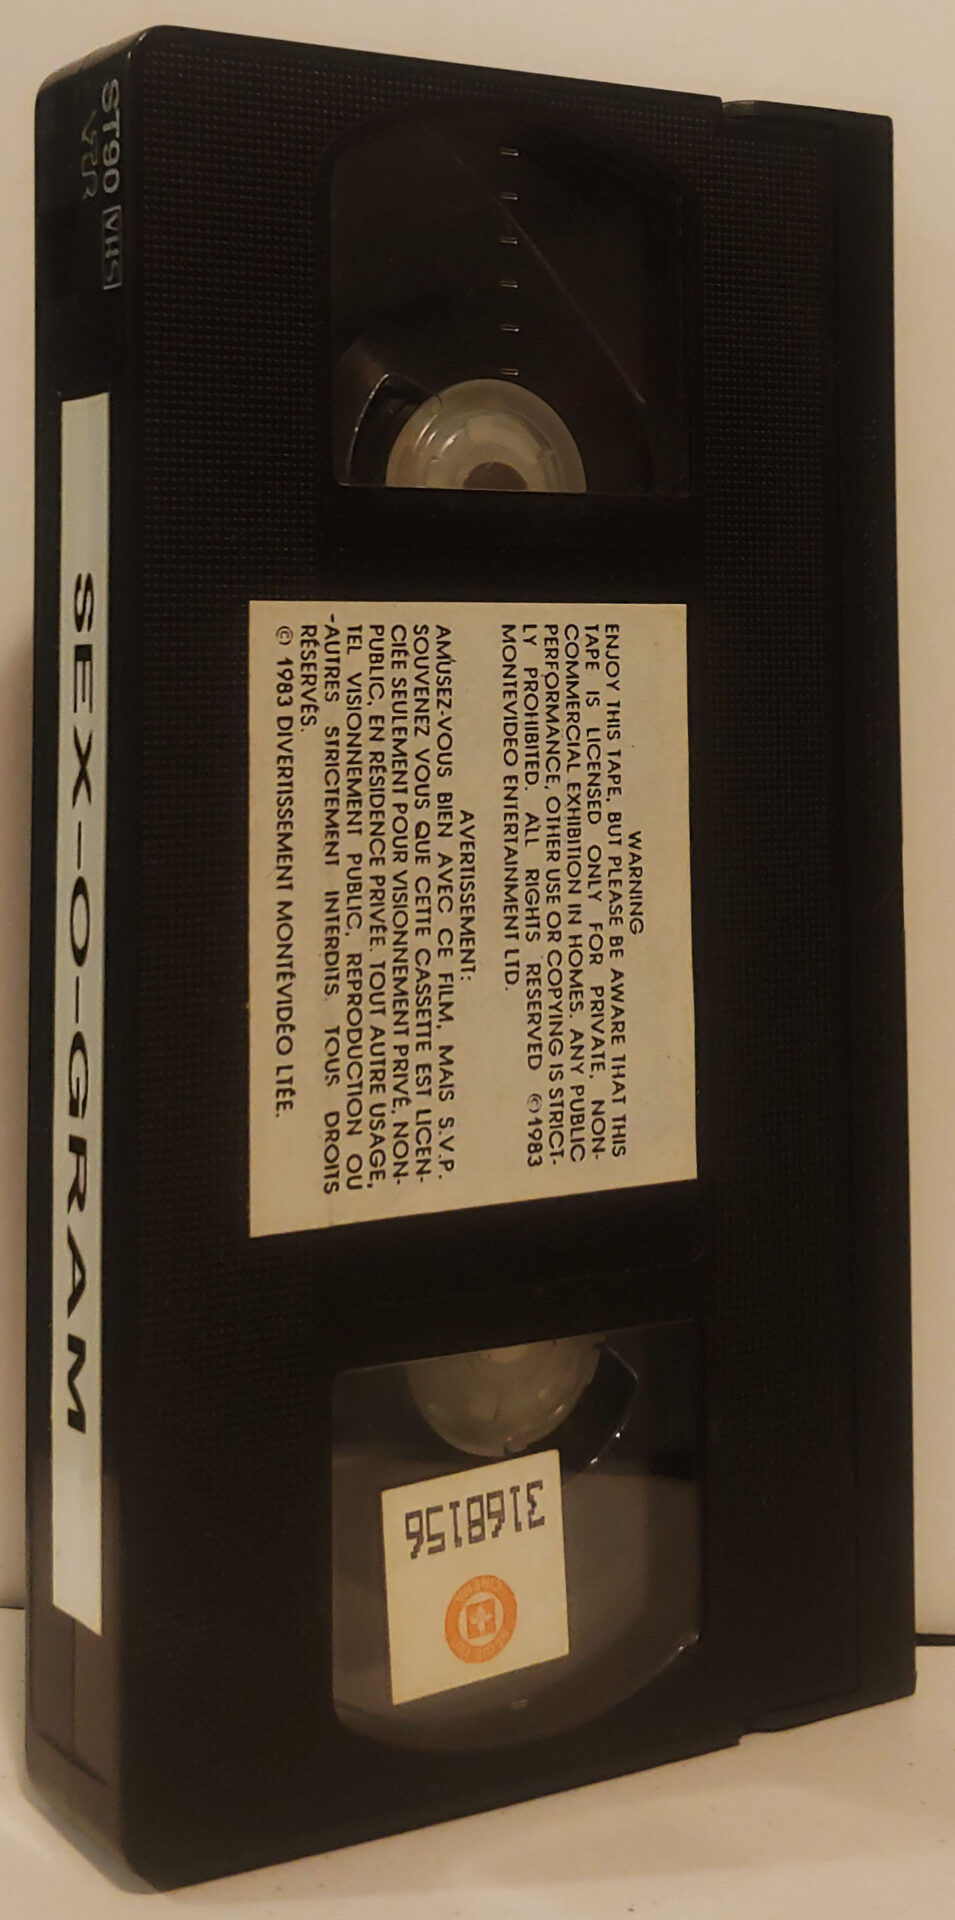 ST90 VHS
SEX-O-GRAM
WARNING
ENJOY THIS TAPE, BUT PLEASE BE AWARE THAT THIS
TAPE IS LICENSED ONLY FOR PRIVATE, NON-
COMMERCIAL EXHIBITION IN HOMES. ANY PUBLIC
PERFORMANCE, OTHER USE OR COPYING IS STRICT-
LY PROHIBITED. ALL RIGHTS RESERVED ©1983
MONTEVIDEO ENTERTAINMENT LTD.
AVERTISSEMENT:
AMUSEZ-VOUS BIEN AVEC CE FILM, MAIS S.V.P.
SOUVENEZ VOUS QUE CETTE CASSETTE EST LICEN-
CIÉE SEULEMENT POUR VISIONNEMENT PRIVÉ, NON-
PUBLIC, EN RÉSIDENCE PRIVÉE. TOUT AUTRE USAGE,
TEL VISIONNEMENT PUBLIC, REPRODUCTION OU
-AUTRES STRICTEMENT INTERDITS. TOUS DROITS
RÉSERVÉS.
© 1983 DIVERTISSEMENT MONTÉVIDÉO LTÉE.
3168156